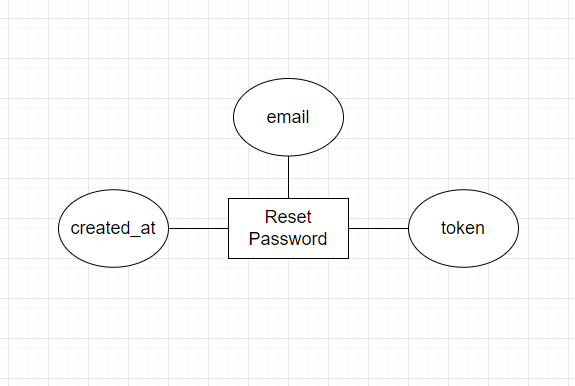 email
created_at
Reset
Password
token